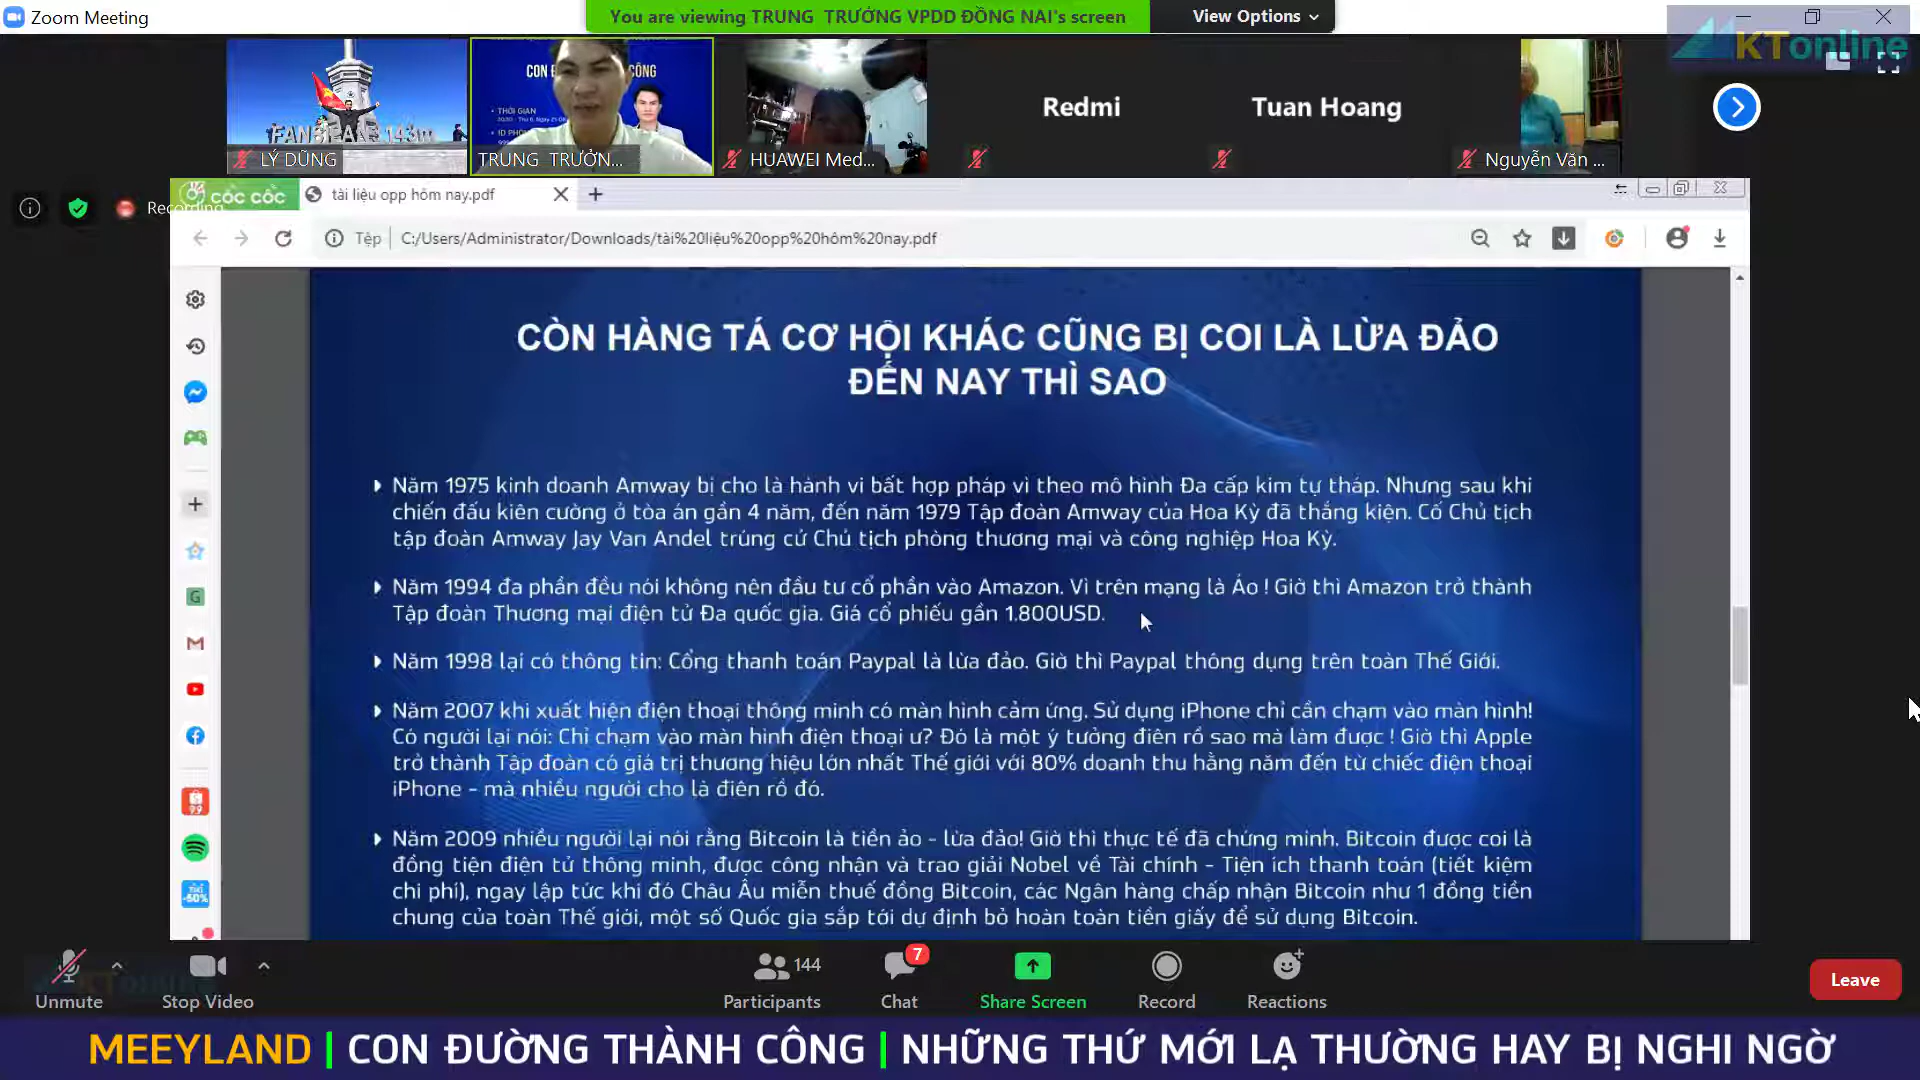 Zoom Meeting
You are viewing TRUNG TRƯỞNG VPDD ĐỒNG NAI's screen
View Options
KTonline
LÝ DŨNG
FANSIPANS 143m
THỜI GIAN
TRUNG TRƯỞN...
HUAWEI Med...
Redmi
Tuan Hoang
Nguyễn Văn ...
Recording
cốc cốc
tài liệu opp hôm nay.pdf
Tệp
C:/Users/Administrator/Downloads/tài%20liệu%20opp%20hôm%20nay.pdf
CÒN HÀNG TÁ CƠ HỘI KHÁC CŨNG BỊ COI LÀ LỪA ĐẢO
ĐẾN NAY THÌ SAO
Năm 1975 kinh doanh Amway bị cho là hành vi bất hợp pháp vì theo mô hình Đa cấp kim tự tháp. Nhưng sau khi
chiến đấu kiên cường ở tòa án gần 4 năm, đến năm 1979 Tập đoàn Amway của Hoa Kỳ đã thắng kiện. Cố Chủ tịch
tập đoàn Amway Jay Van Andel trúng cử Chủ tịch phòng thương mại và công nghiệp Hoa Kỳ.
Năm 1994 đa phần đều nói không nên đầu tư cổ phần vào Amazon. Vì trên mạng là Ảo ! Giờ thì Amazon trở thành
Tập đoàn Thương mại điện tử Đa quốc gia. Giá cổ phiếu gần 1.800USD.
Năm 1998 lại có thông tin: Cổng thanh toán Paypal là lừa đảo. Giờ thì Paypal thông dụng trên toàn Thế Giới.
Năm 2007 khi xuất hiện điện thoại thông minh có màn hình cảm ứng. Sử dụng iPhone chỉ cần chạm vào màn hình!
Có người lại nói: Chỉ chạm vào màn hình điện thoại ư? Đó là một ý tưởng điên rồ sao mà làm được ! Giờ thì Apple
trở thành Tập đoàn có giá trị thương hiệu lớn nhất Thế giới với 80% doanh thu hằng năm đến từ chiếc điện thoại
iPhone - mà nhiều người cho là điên rồ đó.
Năm 2009 nhiều người lại nói rằng Bitcoin là tiền ảo - lừa đảo! Giờ thì thực tế đã chứng minh. Bitcoin được coi là
đồng tiền điện tử thông minh, được công nhận và trao giải Nobel về Tài chính - Tiện ích thanh toán (tiết kiệm
chi phí), ngay lập tức khi đó Châu Âu miễn thuế đồng Bitcoin, các Ngân hàng chấp nhận Bitcoin như 1 đồng tiền
chung của toàn Thế giới, một số Quốc gia sắp tới dự định bỏ hoàn toàn tiền giấy để sử dụng Bitcoin.
Unmute
Stop Video
144
Participants
7
Chat
Share Screen
Record
Reactions
Leave
MEEYLAND | CON ĐƯỜNG THÀNH CÔNG | NHỮNG THỨ MỚI LẠ THƯỜNG HAY BỊ NGHI NGỜ